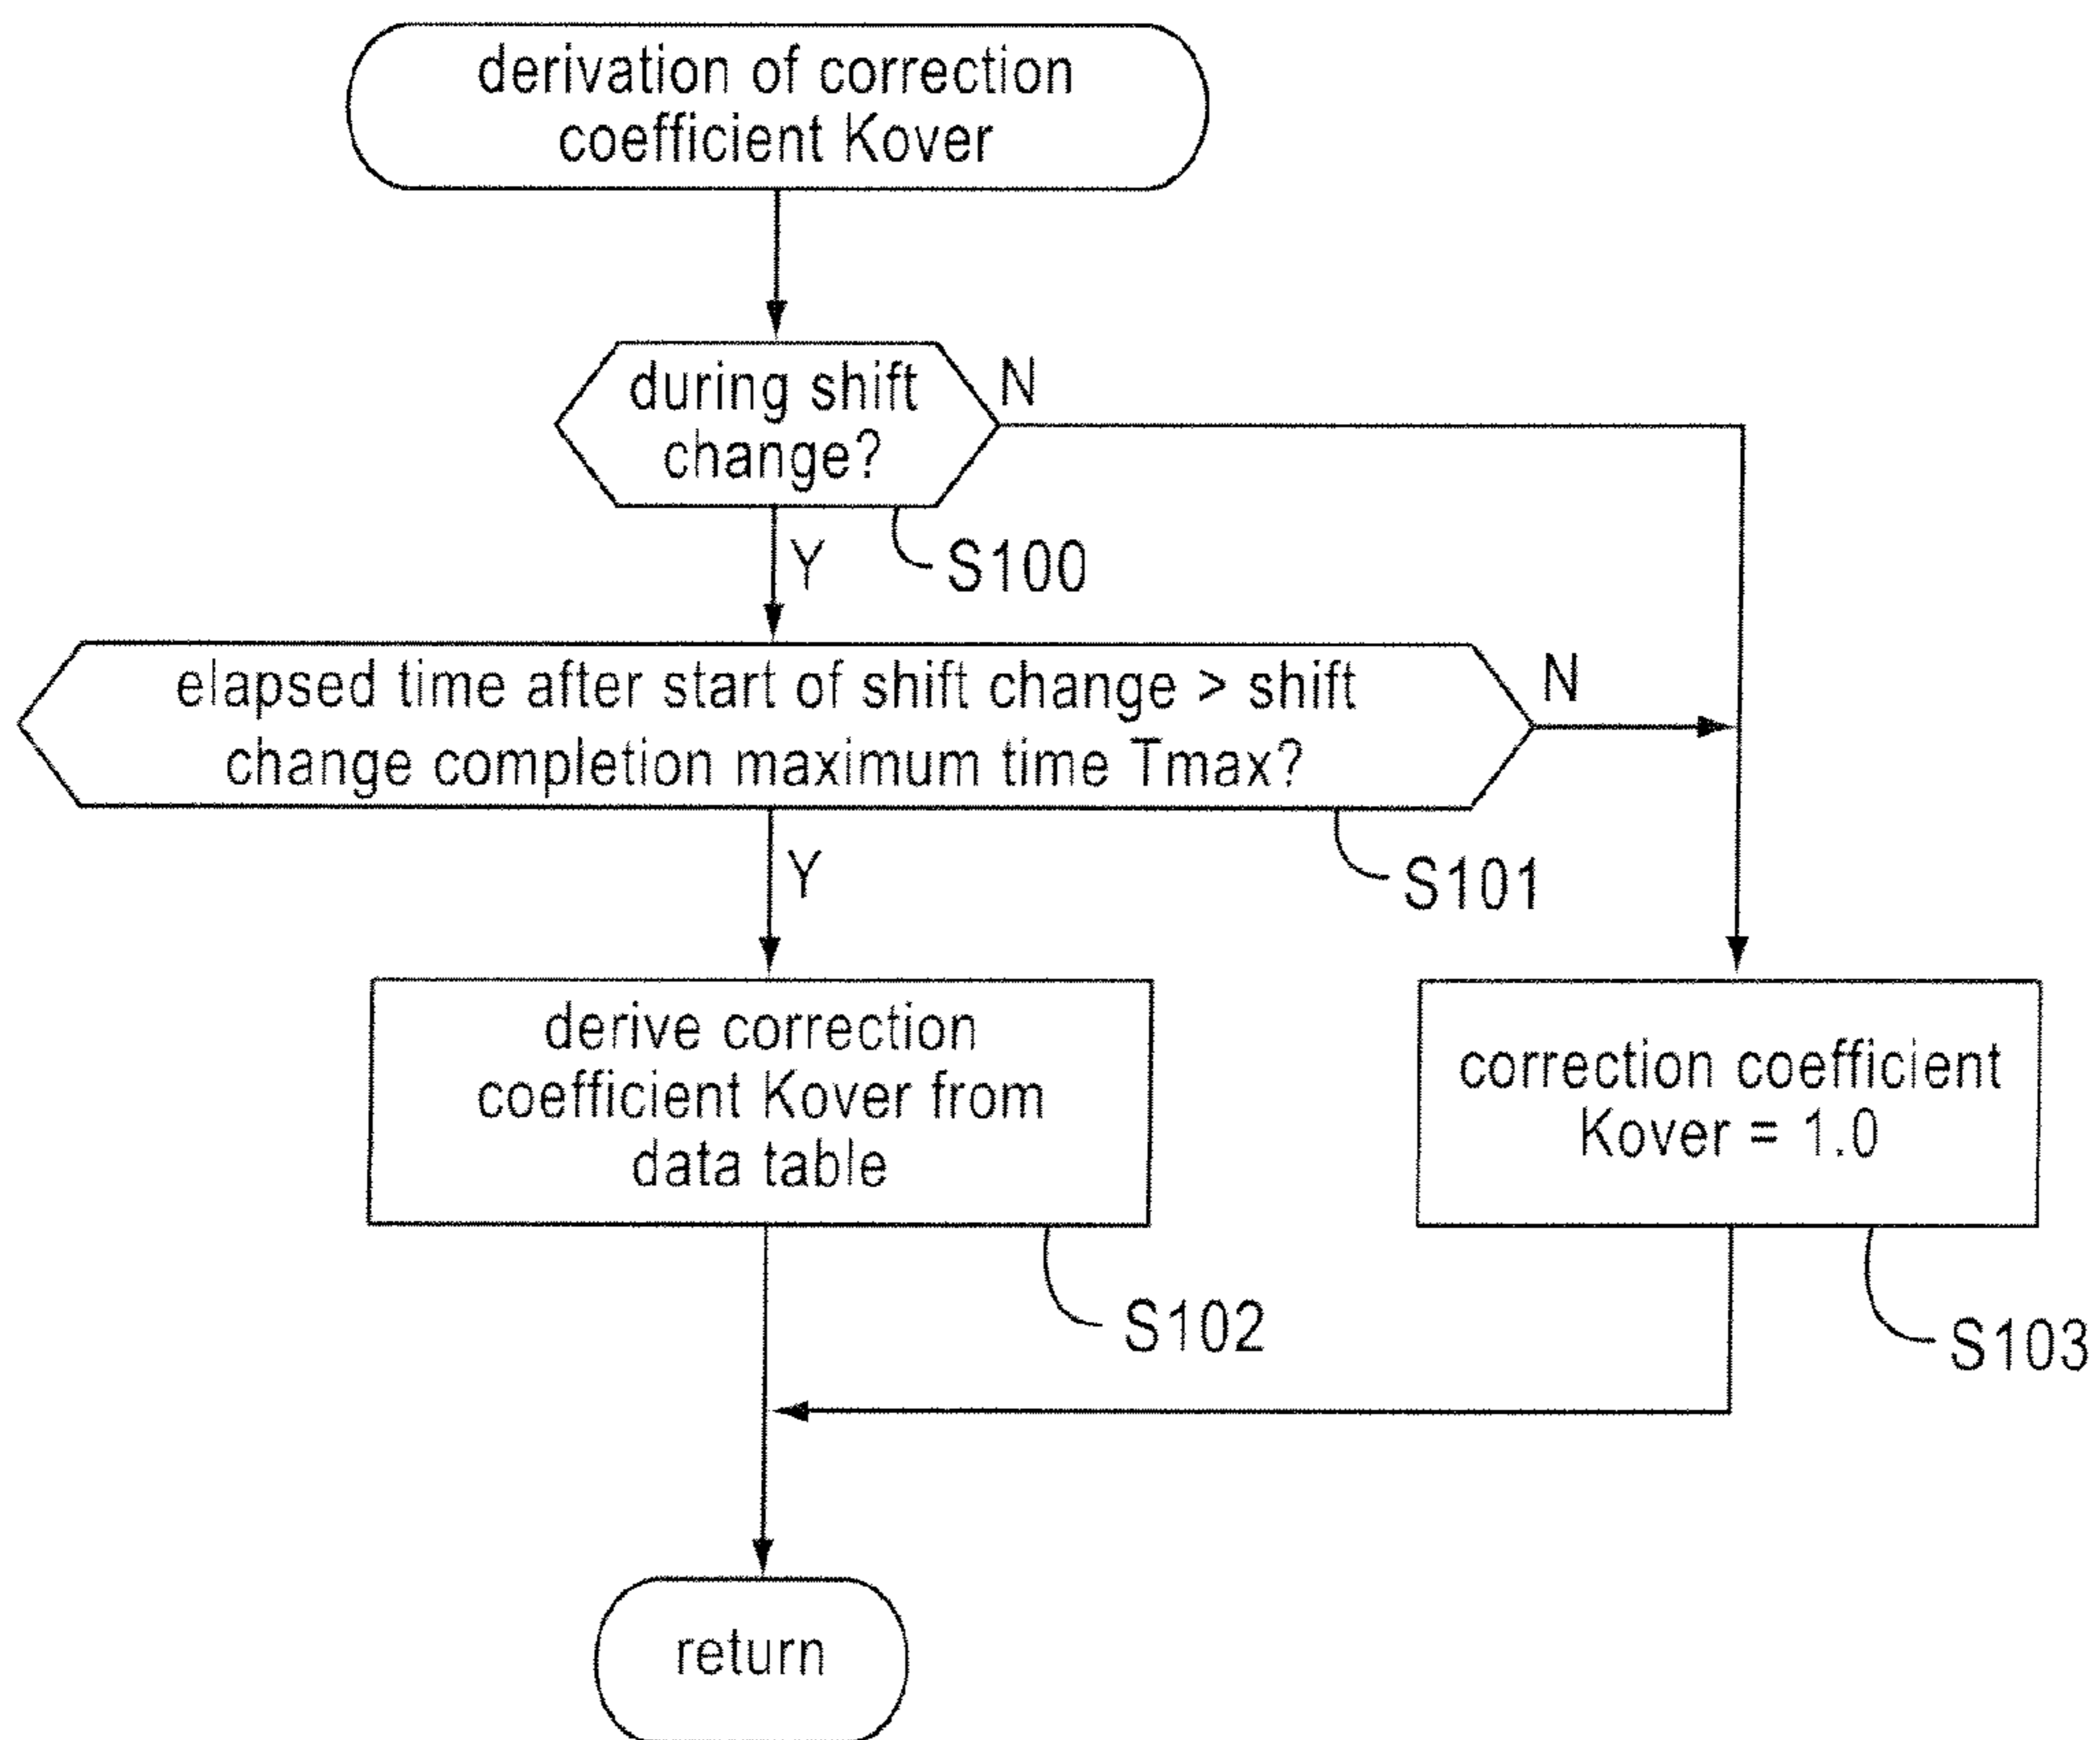 derivation of correction
coefficient Kover
during shift
change?
N
Y
S100
elapsed time after start of shift change > shift
change completion maximum time Tmax?
N
Y
S101
derive correction
coefficient Kover from
data table
correction coefficient
Kover = 1.0
S102
S103
return